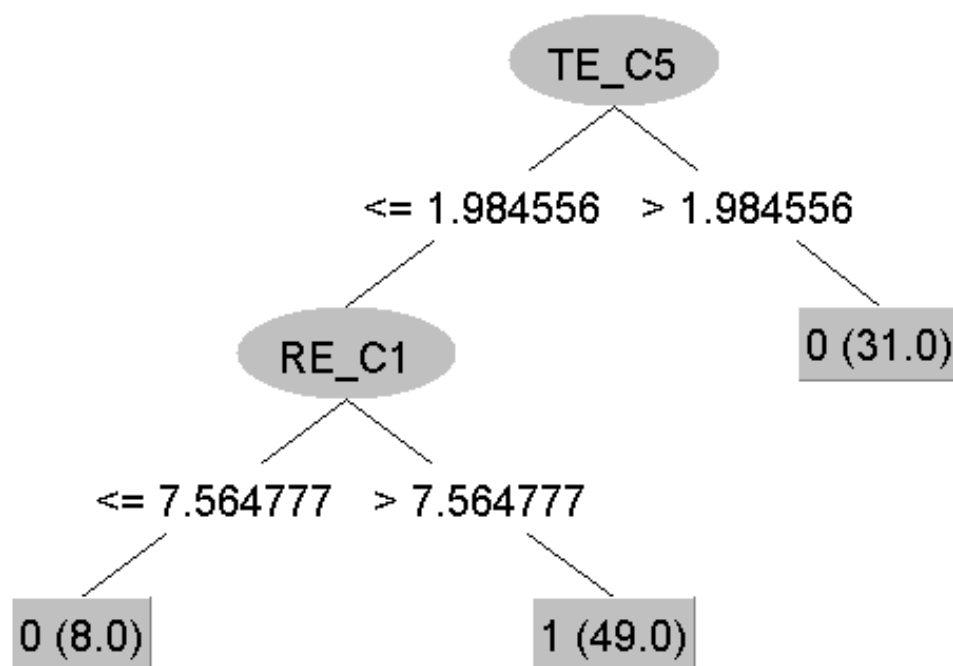 TE_C5
<= 1.984556 > 1.984556
RE_C1
0 (31.0)
<= 7.564777 > 7.564777
0 (8.0)
1 (49.0)